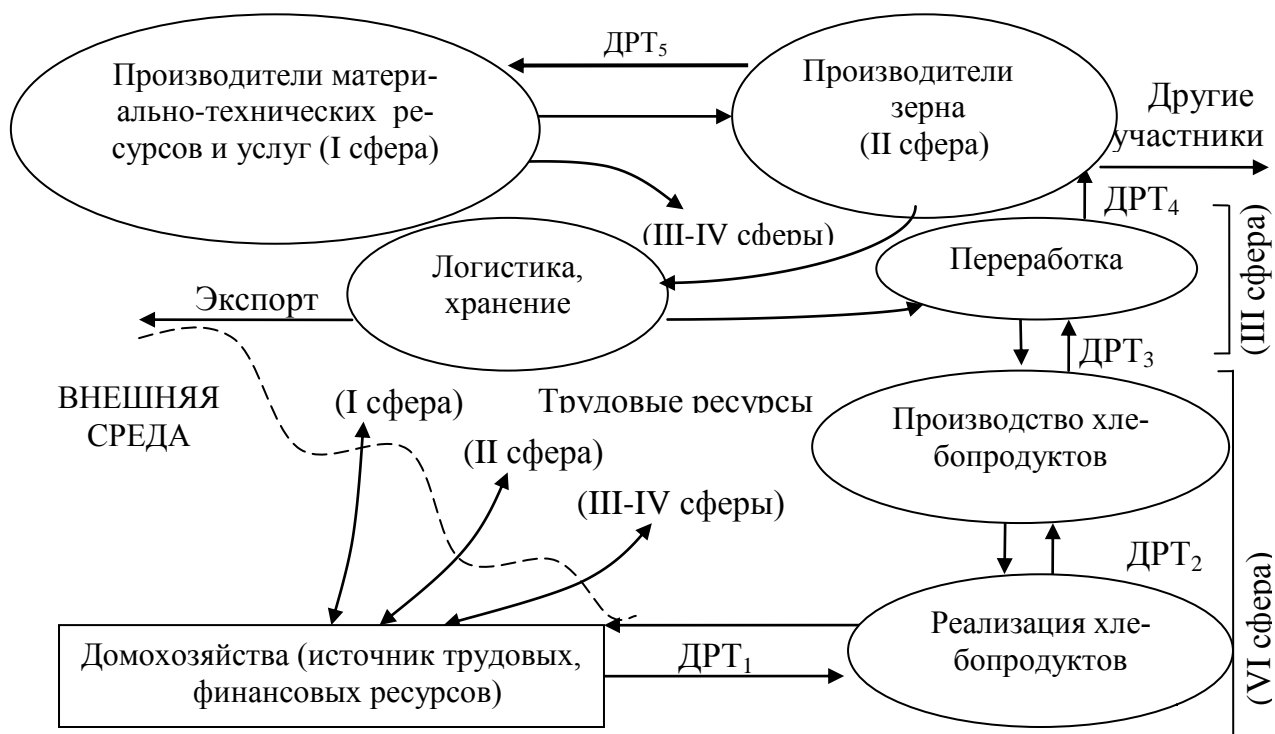 ДРТ5
Производители матери-
ально-технических ре-
сурсов и услуг (I сфера)
Производители
зерна
(II сфера)
Другие
участники
ДРТ4
(III-IV сферы)
Логистика,
хранение
Переработка
(III сфера)
Экспорт
ДРТ3
ВНЕШНЯЯ
СРЕДА
(I сфера)
Трудовые ресурсы
Производство хле-
бопродуктов
(II сфера)
(III-IV сферы)
ДРТ2
(VI сфера)
Домохозяйства (источник трудовых,
финансовых ресурсов)
ДРТ1
Реализация хле-
бопродуктов